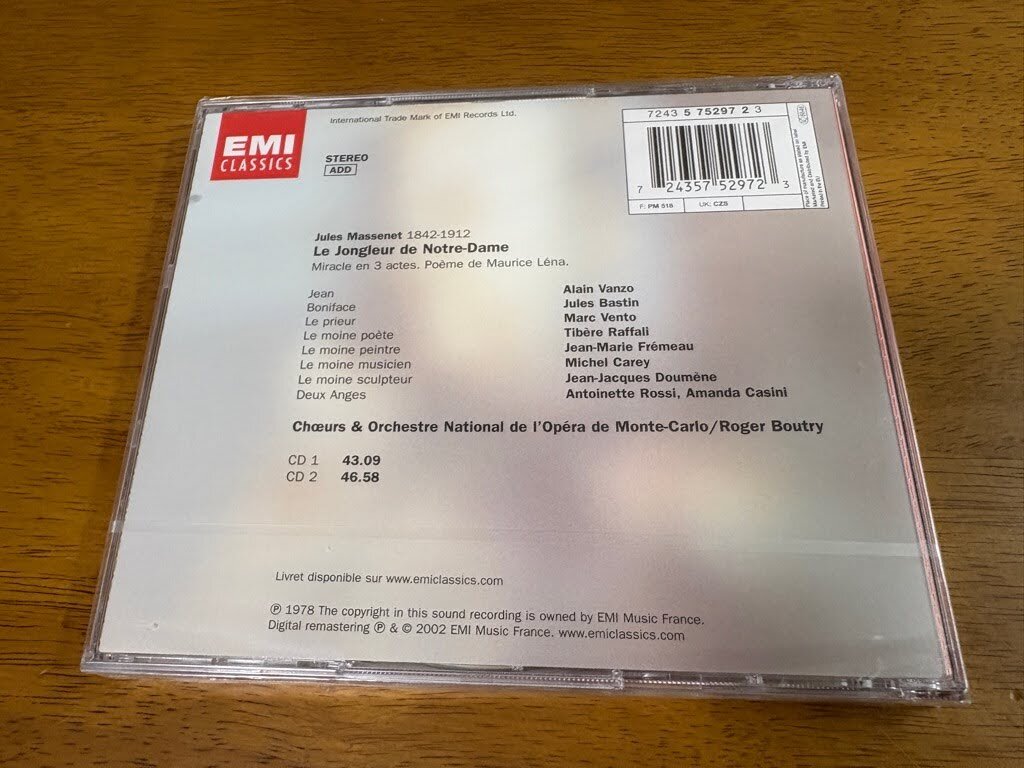 EMI
CLASSICS
International Trade Mark of EMI Records Ltd.
STEREO
ADD
7243 5 75297 2 3
7 24357 52972 3
F: PM 518 UK: CZS
Printed in the EU
Jules Massenet 1842-1912
Le Jongleur de Notre-Dame
Miracle en 3 actes. Poème de Maurice Léna.
Jean Alain Vanzo
Boniface Jules Bastin
Le prieur Marc Vento
Le moine poète Tibère Raffali
Le moine peintre Jean-Marie Frémeau
Le moine musicien Michel Carey
Le moine sculpteur Jean-Jacques Doumène
Deux Anges Antoinette Rossi, Amanda Casini
Chœurs & Orchestre National de l'Opéra de Monte-Carlo/Roger Boutry
CD 1 43.09
CD 2 46.58
Livret disponible sur www.emiclassics.com
℗ 1978 The copyright in this sound recording is owned by EMI Music France.
Digital remastering ℗ & © 2002 EMI Music France. www.emiclassics.com